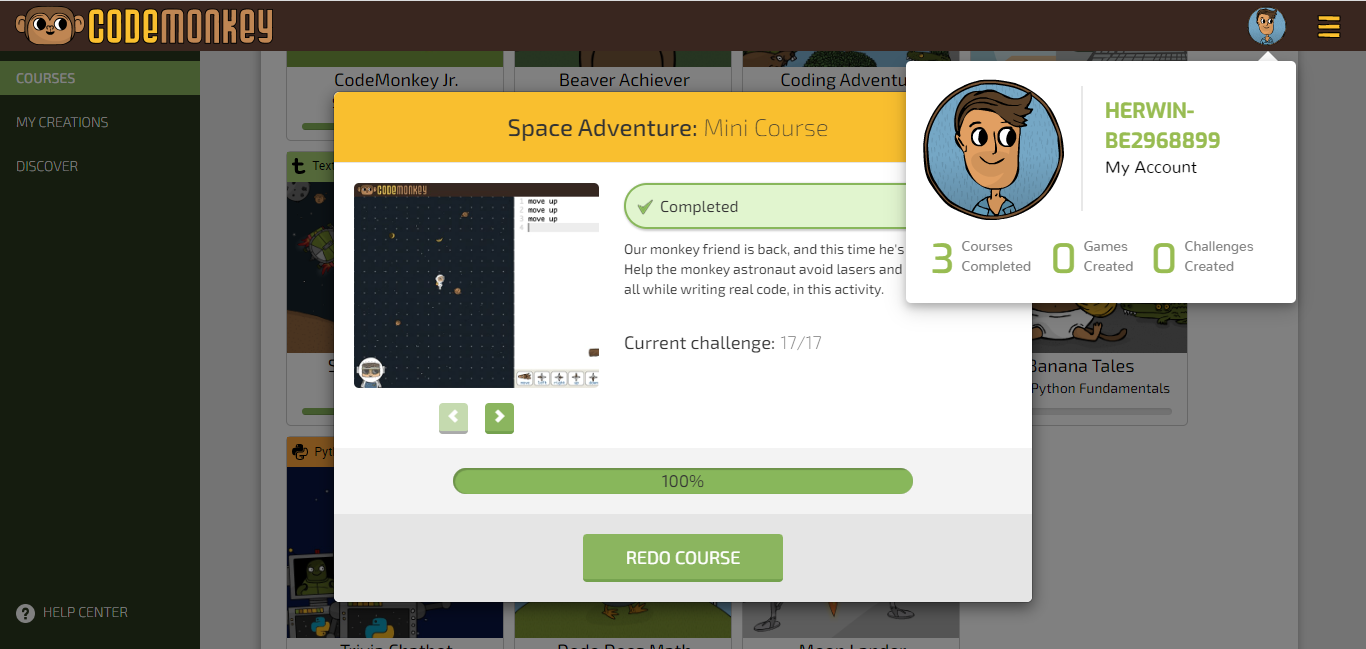 CODEMONKEY
COURSES
MY CREATIONS
DISCOVER
HELP CENTER
CodeMonkey Jr.
Beaver Achiever
Coding
HERWIN-
BE2968899
My Account
3 Courses
Completed
0 Games
Created
0 Challenges
Created
Space Adventure: Mini Course
CODEMONKEY
1 move up
2 move up
3 move up
4
Completed
Our monkey friend is back, and this time he's
Help the monkey astronaut avoid lasers and
all while writing real code, in this activity.
Current challenge: 17/17
100%
REDO COURSE
Banana Tales
Python Fundamentals
Trivia Chatbot
Dodo Does Math
Moon Lander